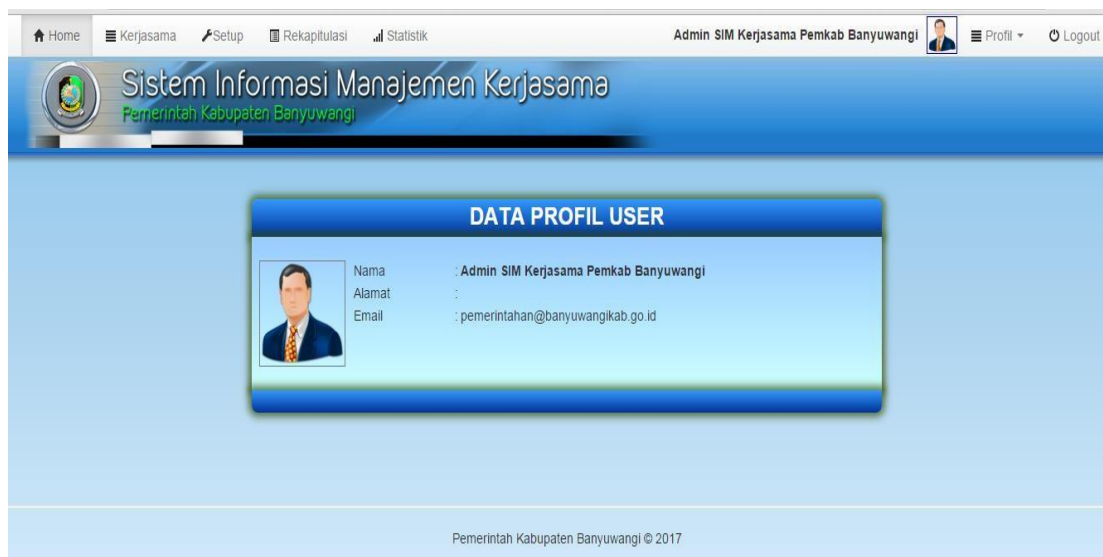 Home Kerjasama Setup Rekapitulasi Statistik Admin SIM Kerjasama Pemkab Banyuwangi Profil Logout
Sistem Informasi Manajemen Kerjasama
Pemerintah Kabupaten Banyuwangi
DATA PROFIL USER
Nama : Admin SIM Kerjasama Pemkab Banyuwangi
Alamat :
Email : pemerintahan@banyuwangikab.go.id
Pemerintah Kabupaten Banyuwangi © 2017